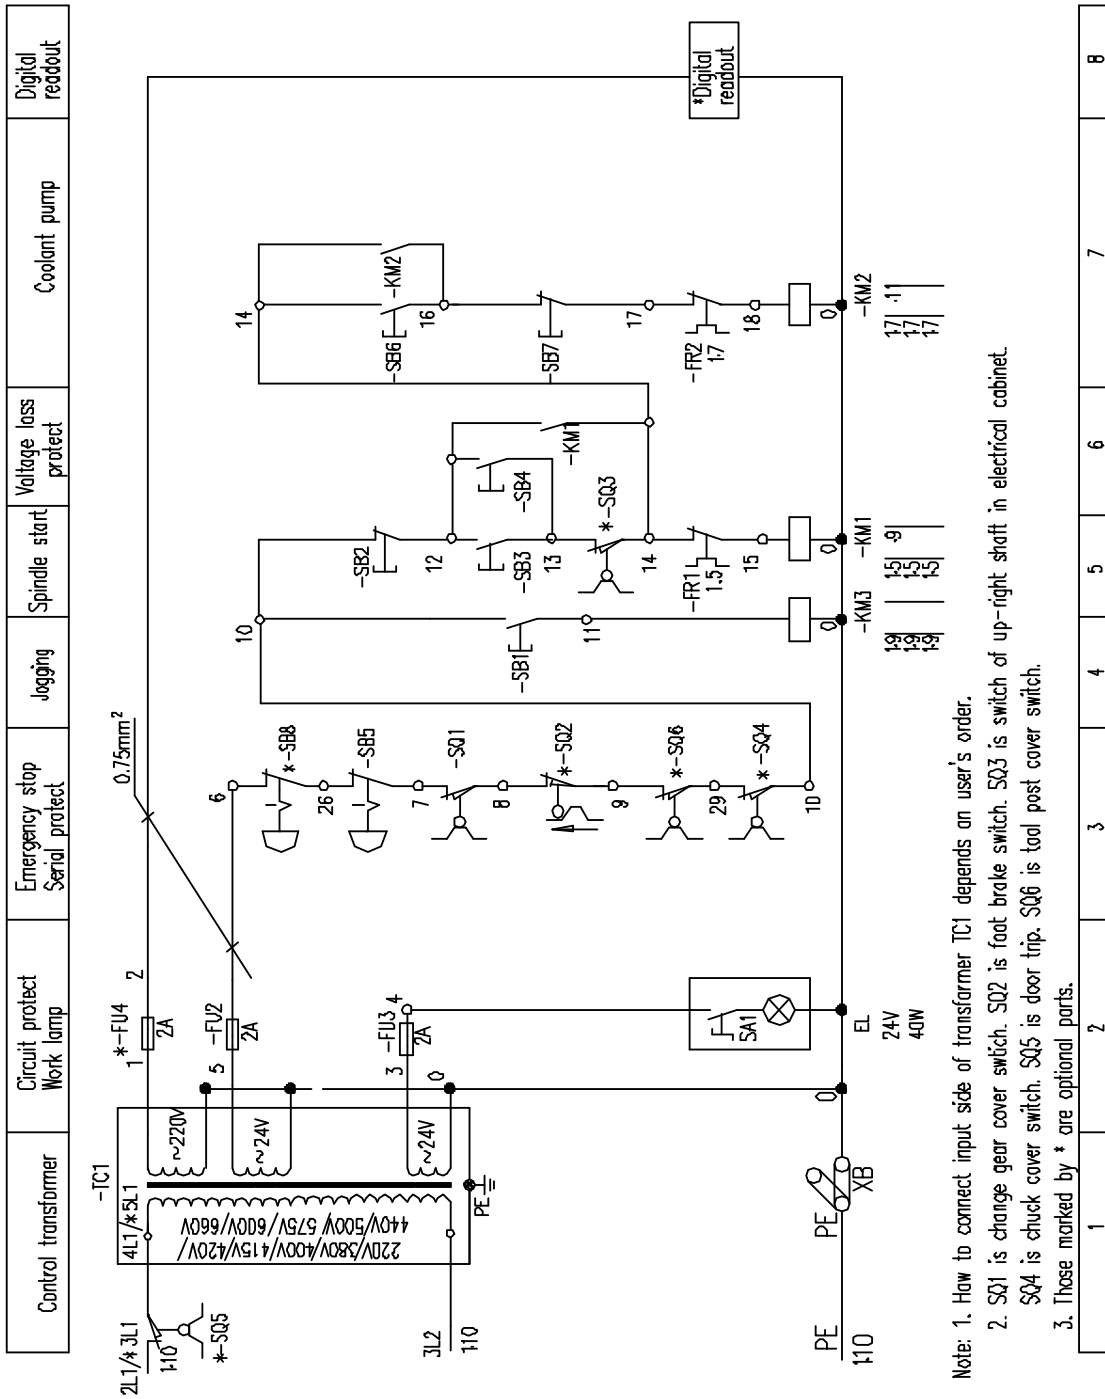 Control transformer
Circuit protect
Work lamp
Emergency stop
Serial protect
Jogging
Spindle start
Voltage loss
protect
Coolant pump
Digital
readout
2L1/*3L1
1·10
*-SQ5
3L2
1·10
PE
1·10
-TC1
4L1/*5L1
220V/380V/400V/415V/420V/
440V/500V/575V/600V/660V
~220V
~24V
~24V
PE
PE
XB
*-FU4
1
2
2A
-FU2
5
2A
-FU3
3
4
2A
0
0
SA1
EL
24V
40W
0.75mm²
6
*-SB8
26
-SB5
7
-SQ1
8
*-SQ2
9
*-SQ6
29
*-SQ4
10
10
-SB1
11
0
-KM3
1·9
1·9
1·9
-SB2
12
-SB3
13
*-SQ3
14
-FR1
1.5
15
0
-KM1
1·5
1·5
1·5
·9
-SB4
-KM1
14
-SB6
-KM2
16
-SB7
17
-FR2
1·7
18
0
-KM2
1·7
1·7
1·7
·11
*Digital
readout
Note: 1. How to connect input side of transformer TC1 depends on user's order.
2. SQ1 is change gear cover swtich. SQ2 is foot brake switch. SQ3 is switch of up-right shaft in electrical cabinet.
SQ4 is chuck cover switch. SQ5 is door trip. SQ6 is tool post cover switch.
3. Those marked by * are optional parts.
1
2
3
4
5
6
7
8